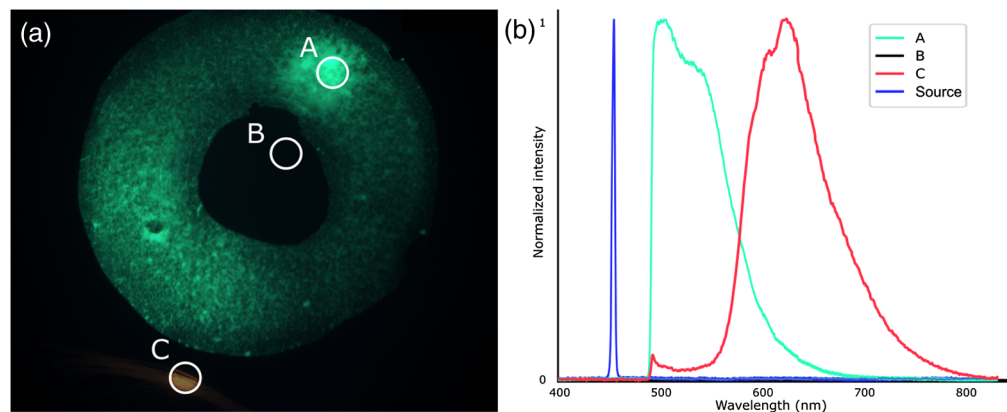 (a)
A
B
C
(b)
1
Normalized intensity
0
400
500
600
700
800
Wavelength (nm)
A
B
C
Source